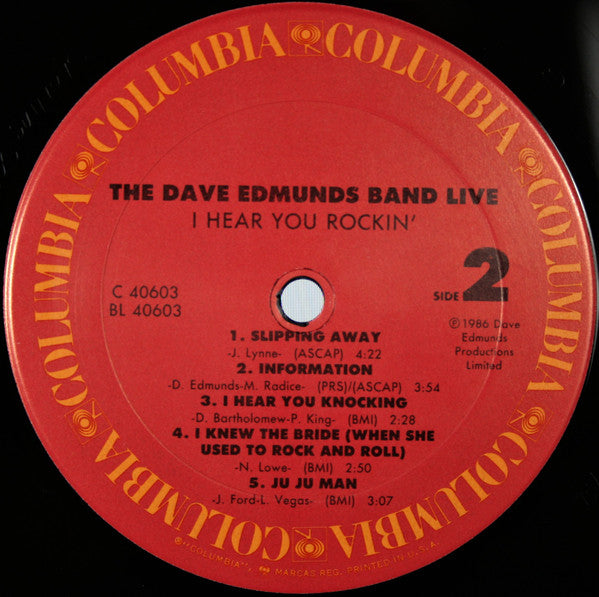 COLUMBIA COLUMBIA COLUMBIA COLUMBIA COLUMBIA COLUMBIA
THE DAVE EDMUNDS BAND LIVE
I HEAR YOU ROCKIN'
C 40603
BL 40603
SIDE 2
℗ 1986 Dave
Edmunds
Productions
Limited
1. SLIPPING AWAY
-J. Lynne- (ASCAP) 4:22
2. INFORMATION
-D. Edmunds-M. Radice- (PRS)/(ASCAP) 3:54
3. I HEAR YOU KNOCKING
-D. Bartholomew-P. King- (BMI) 2:28
4. I KNEW THE BRIDE (WHEN SHE
USED TO ROCK AND ROLL)
-N. Lowe- (BMI) 2:50
5. JU JU MAN
-J. Ford-L. Vegas- (BMI) 3:07
®"COLUMBIA", MARCAS REG. PRINTED IN U.S.A.